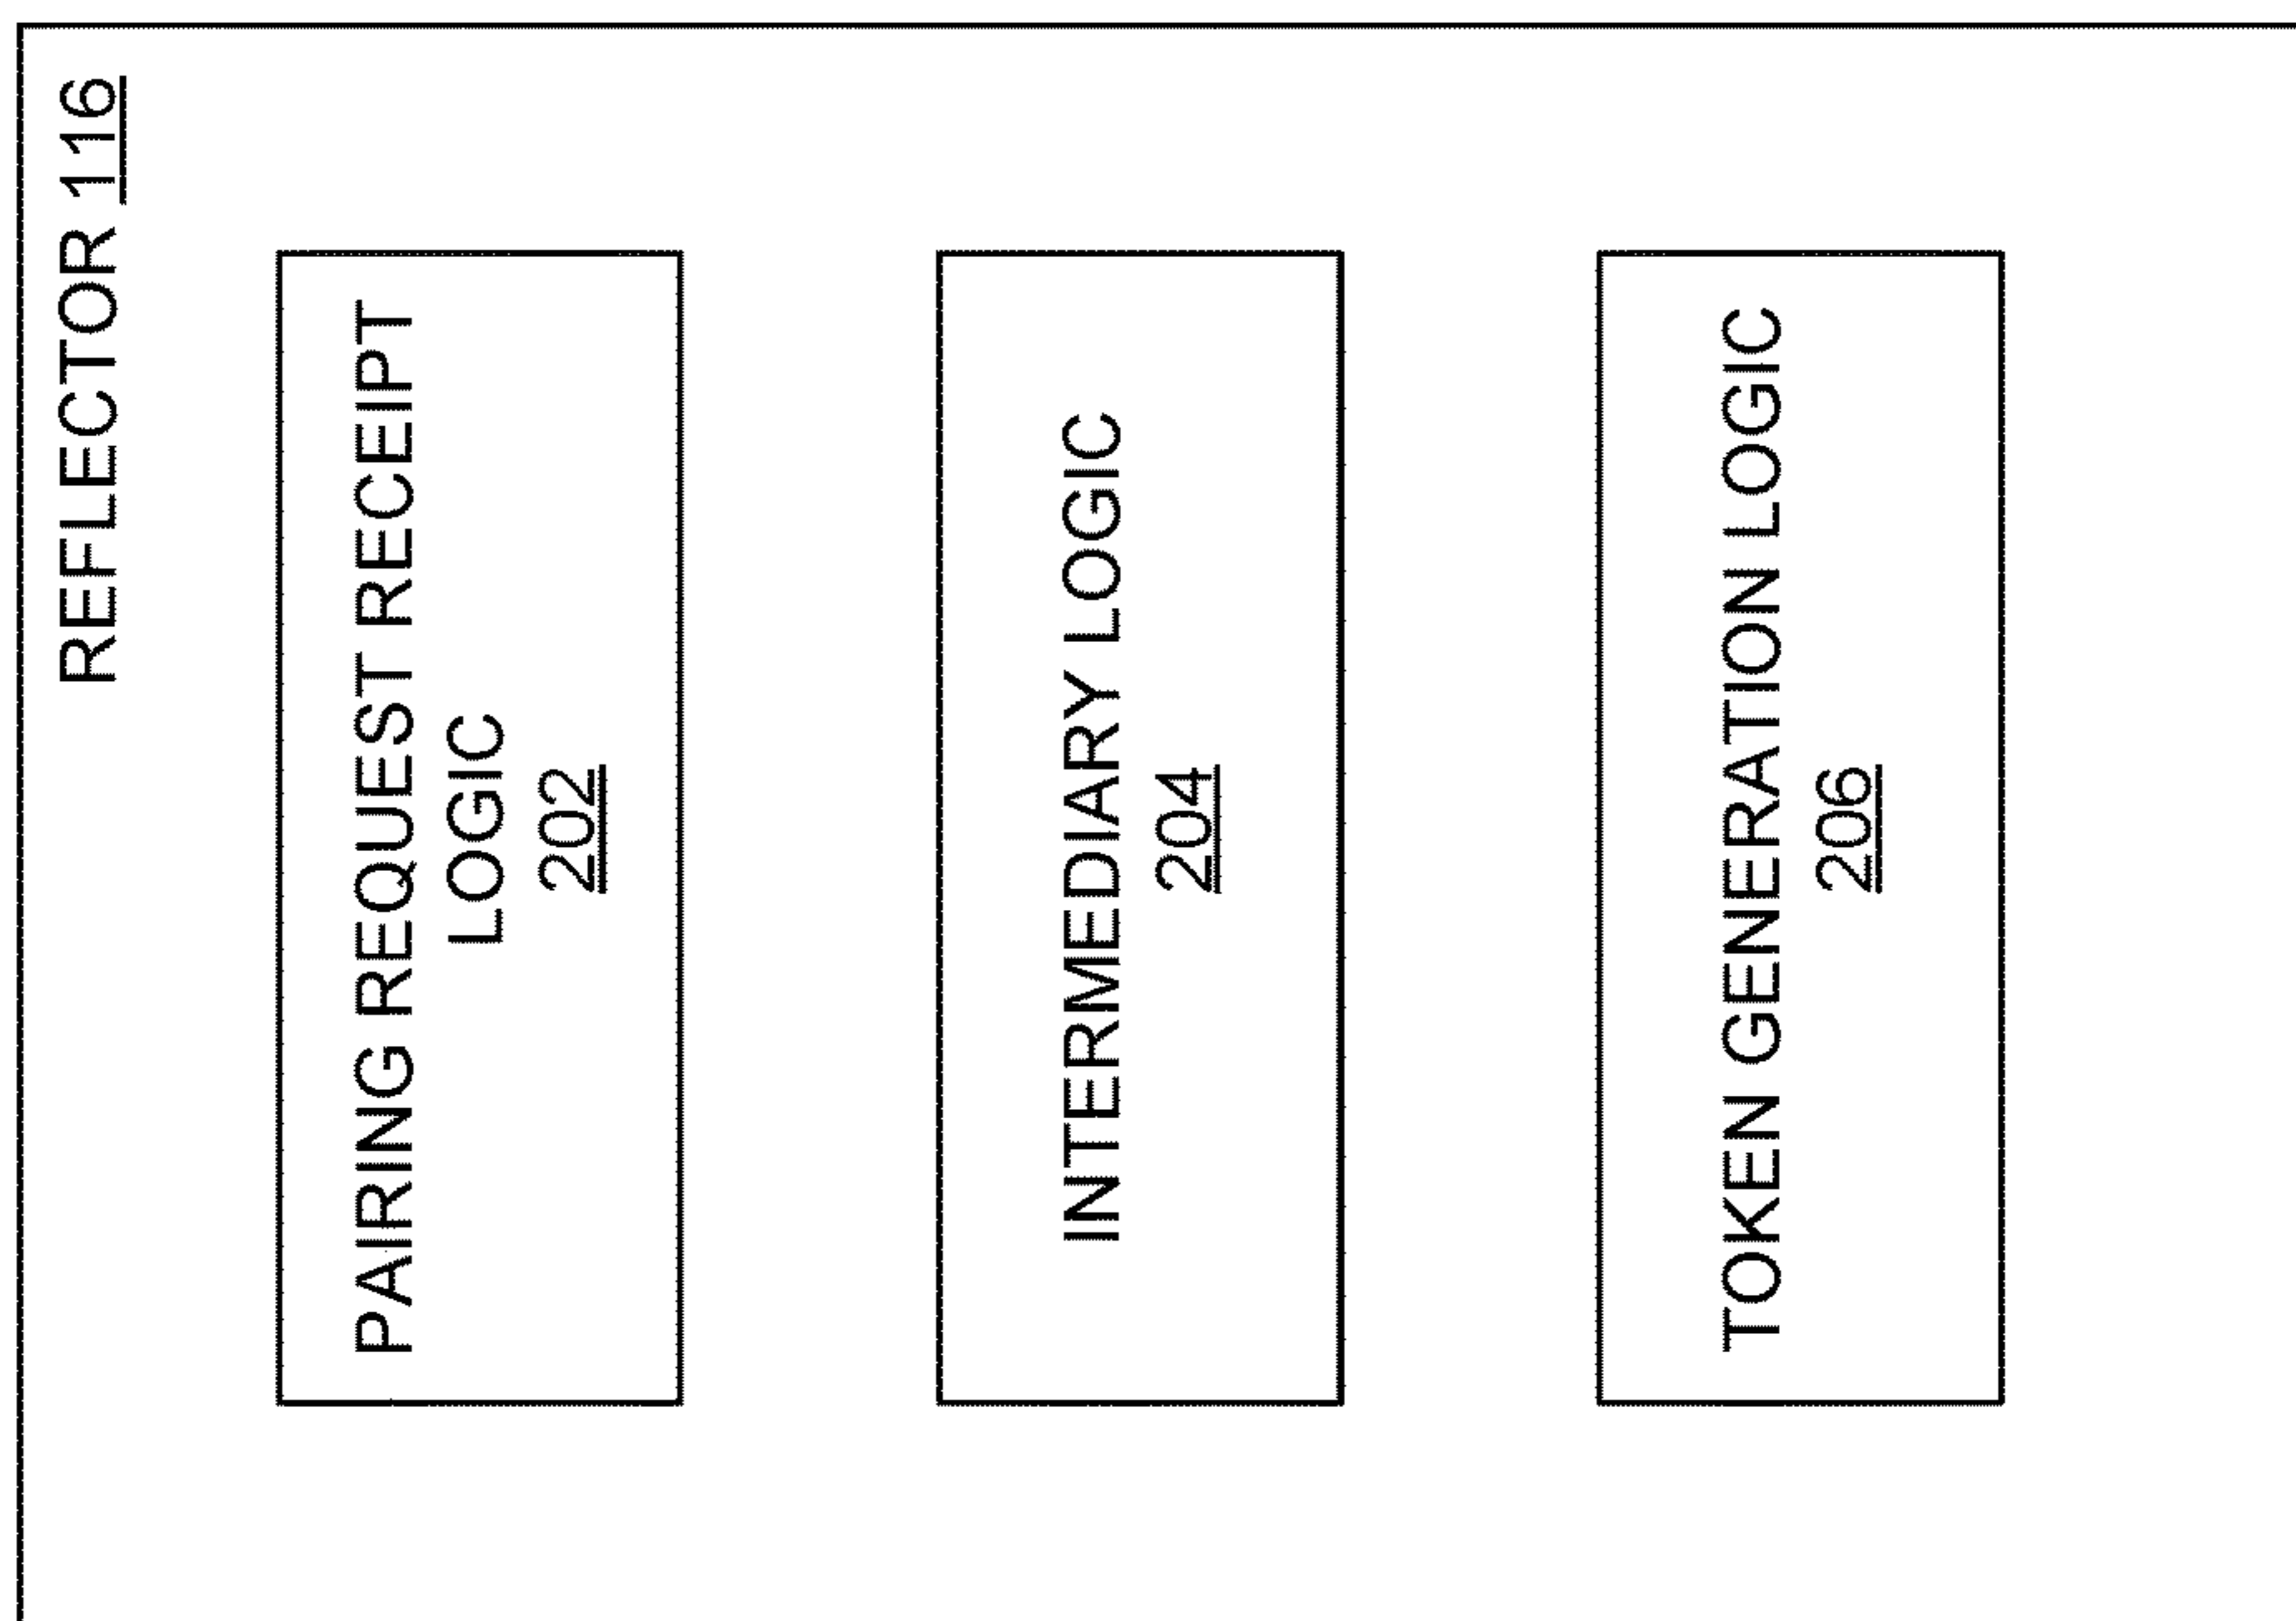 REFLECTOR 116
PAIRING REQUEST RECEIPT
LOGIC
202
INTERMEDIARY LOGIC
204
TOKEN GENERATION LOGIC
206